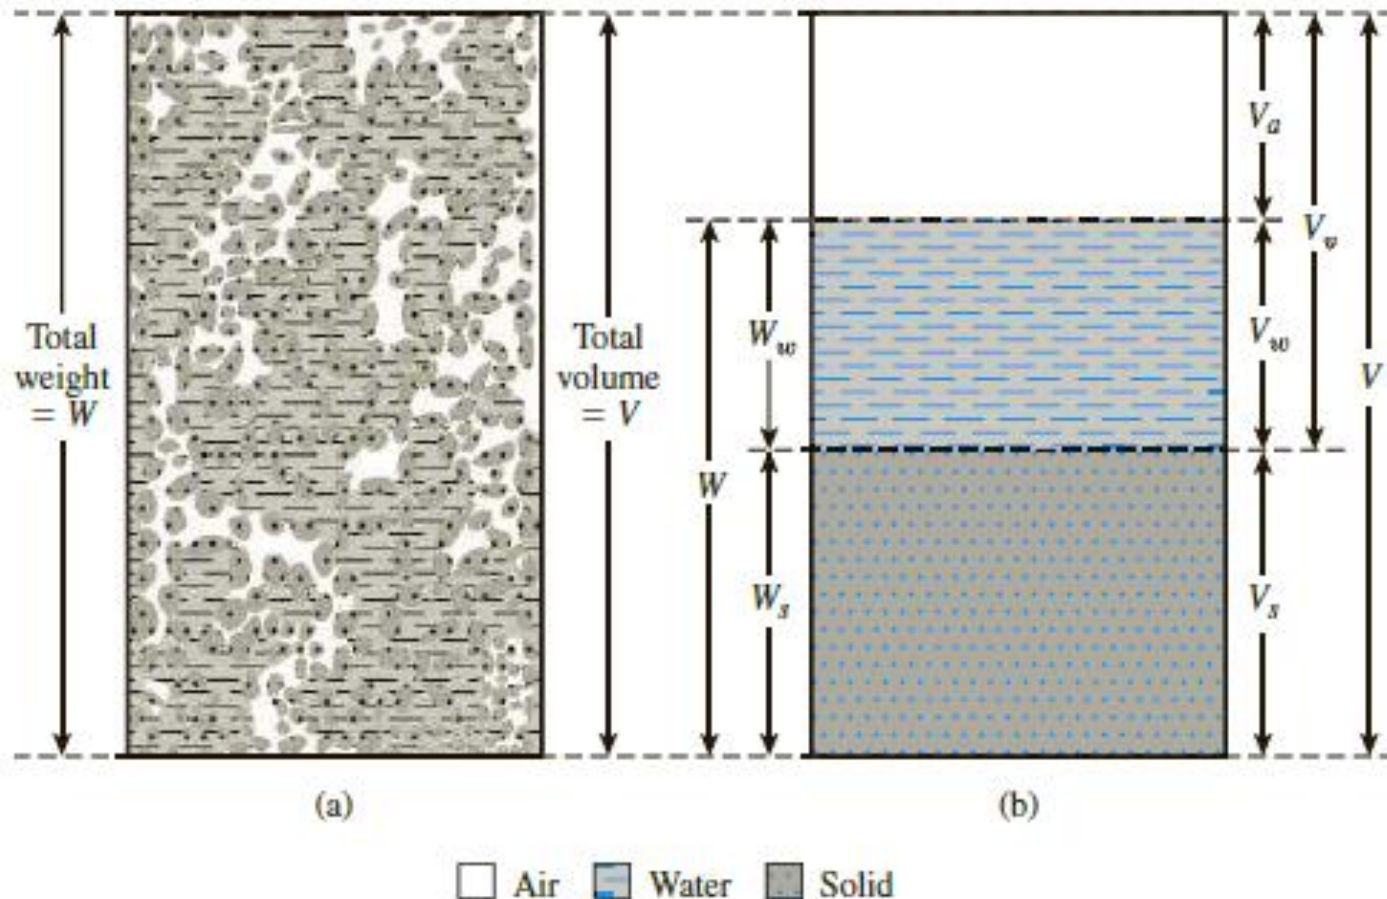 Total
weight
= W
Total
volume
= V
W
W_w
W_s
V_a
V_w
V_s
V_v
V
(a)
(b)
Air
Water
Solid